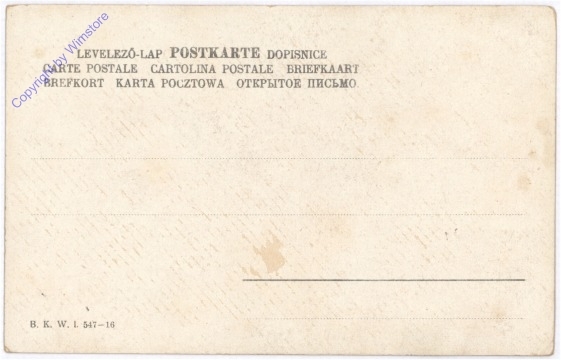 Copyright by Wimstore
LEVELEZŐ-LAP POSTKARTE DOPISNICE
CARTE POSTALE CARTOLINA POSTALE BRIEFKAART
BREFKORT KARTA POCZTOWA ОТКРЫТОЕ ПИСЬМО
B. K. W. I. 547-16